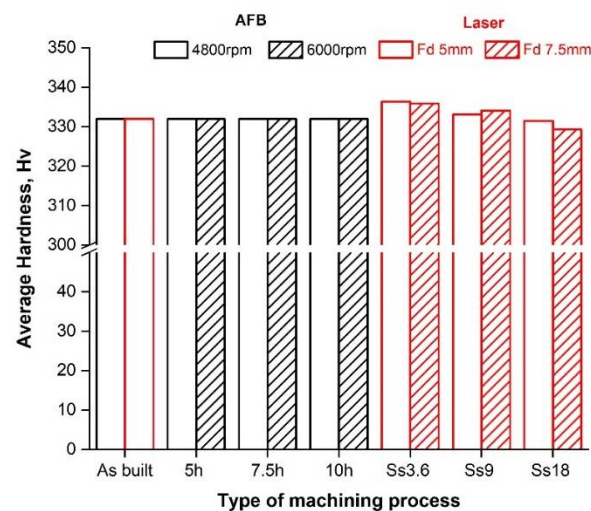 AFB Laser
4800rpm 6000rpm Fd 5mm Fd 7.5mm
350
340
330
320
310
300
40
30
20
10
0
Average Hardness, Hv
As built 5h 7.5h 10h Ss3.6 Ss9 Ss18
Type of machining process